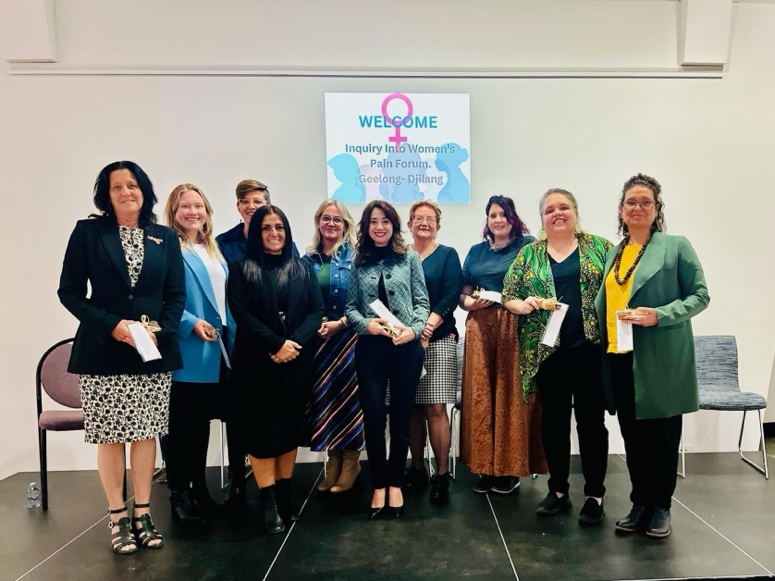 WELCOME
Inquiry Into Women's
Pain Forum.
Geelong- Djilang